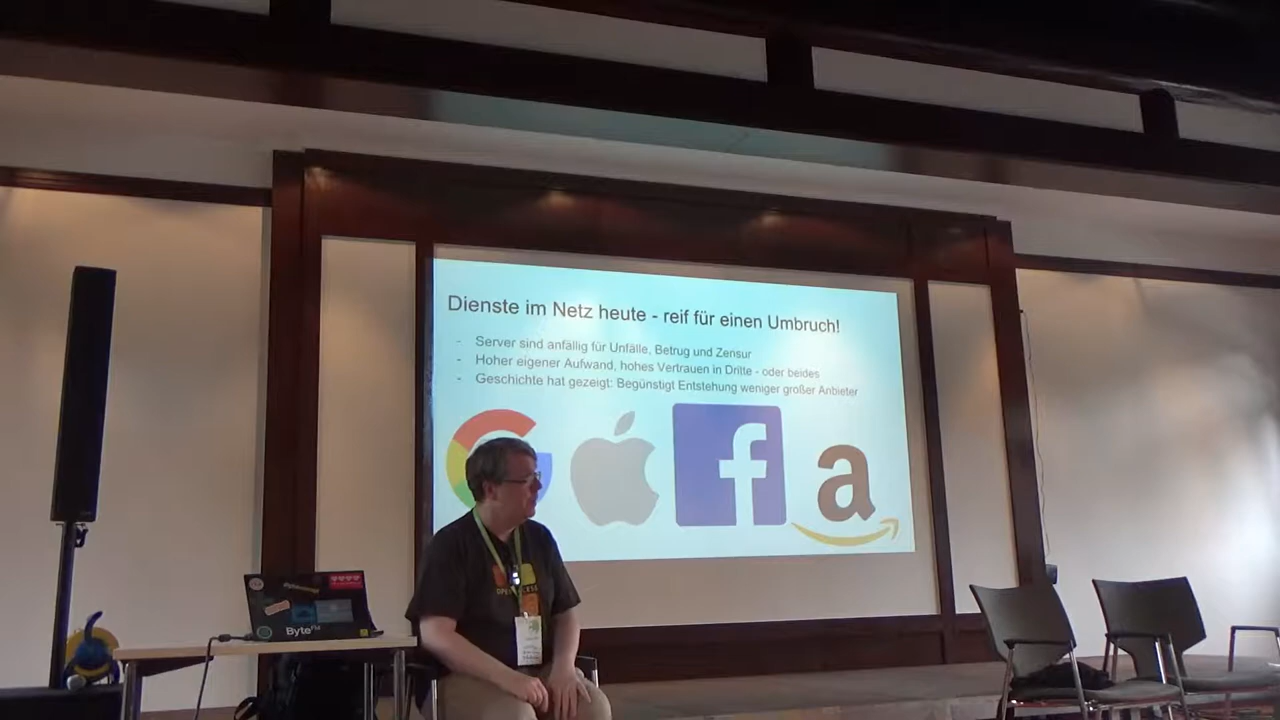 Dienste im Netz heute - reif für einen Umbruch!
- Server sind anfällig für Unfälle, Betrug und Zensur
- Hoher eigener Aufwand, hohes Vertrauen in Dritte - oder beides
- Geschichte hat gezeigt: Begünstigt Entstehung weniger großer Anbieter
f
a
ByteFM